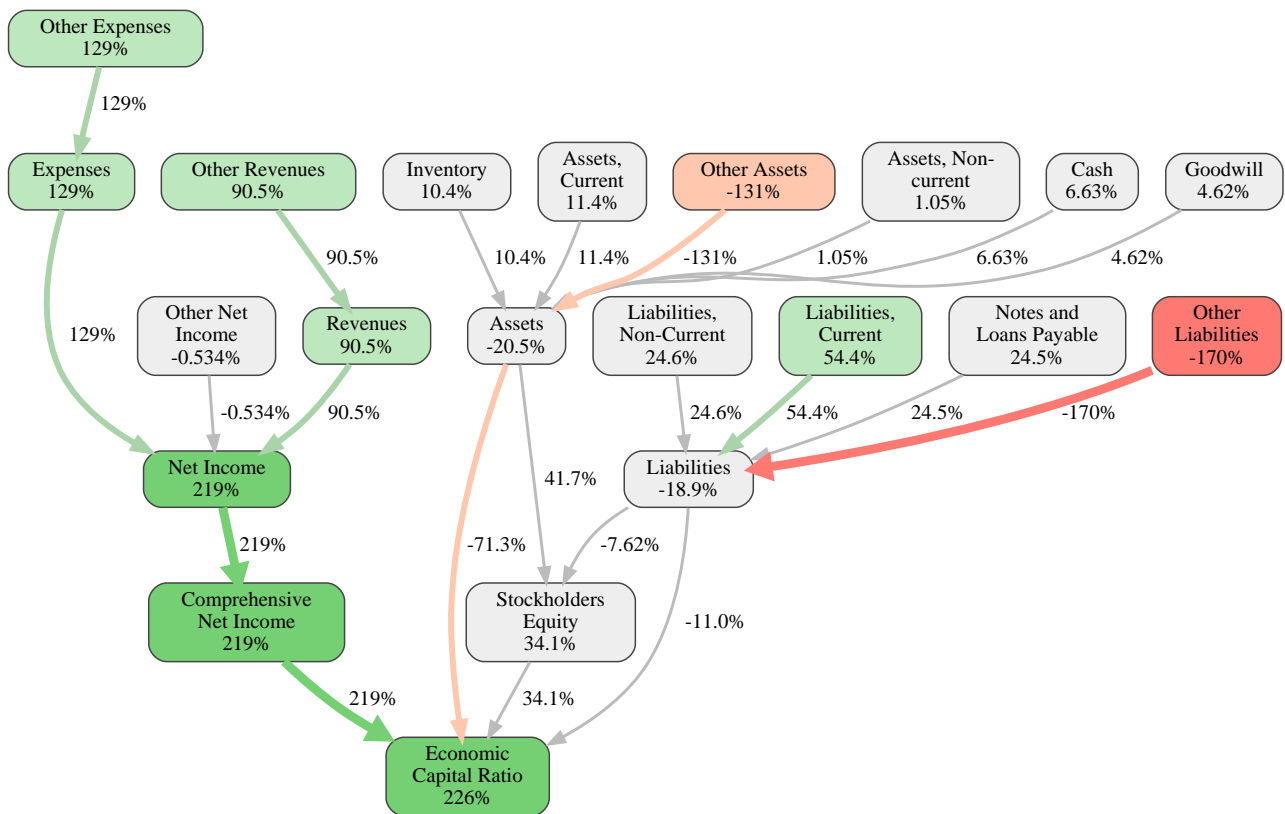 Other Expenses
129%
129%
Expenses
129%
Other Revenues
90.5%
Inventory
10.4%
Assets,
Current
11.4%
Other Assets
-131%
Assets, Non-
current
1.05%
Cash
6.63%
Goodwill
4.62%
90.5%
10.4%
11.4%
-131%
1.05%
6.63%
4.62%
129%
Other Net
Income
-0.534%
Revenues
90.5%
Assets
-20.5%
Liabilities,
Non-Current
24.6%
Liabilities,
Current
54.4%
Notes and
Loans Payable
24.5%
Other
Liabilities
-170%
-0.534%
90.5%
24.6%
54.4%
24.5%
-170%
Net Income
219%
41.7%
Liabilities
-18.9%
219%
-71.3%
-7.62%
Comprehensive
Net Income
219%
Stockholders
Equity
34.1%
-11.0%
219%
34.1%
Economic
Capital Ratio
226%